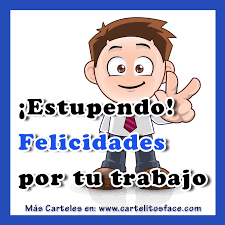 ¡Estupendo!
Felicidades
por tu trabajo
Más Carteles en: www.cartelitosface.com